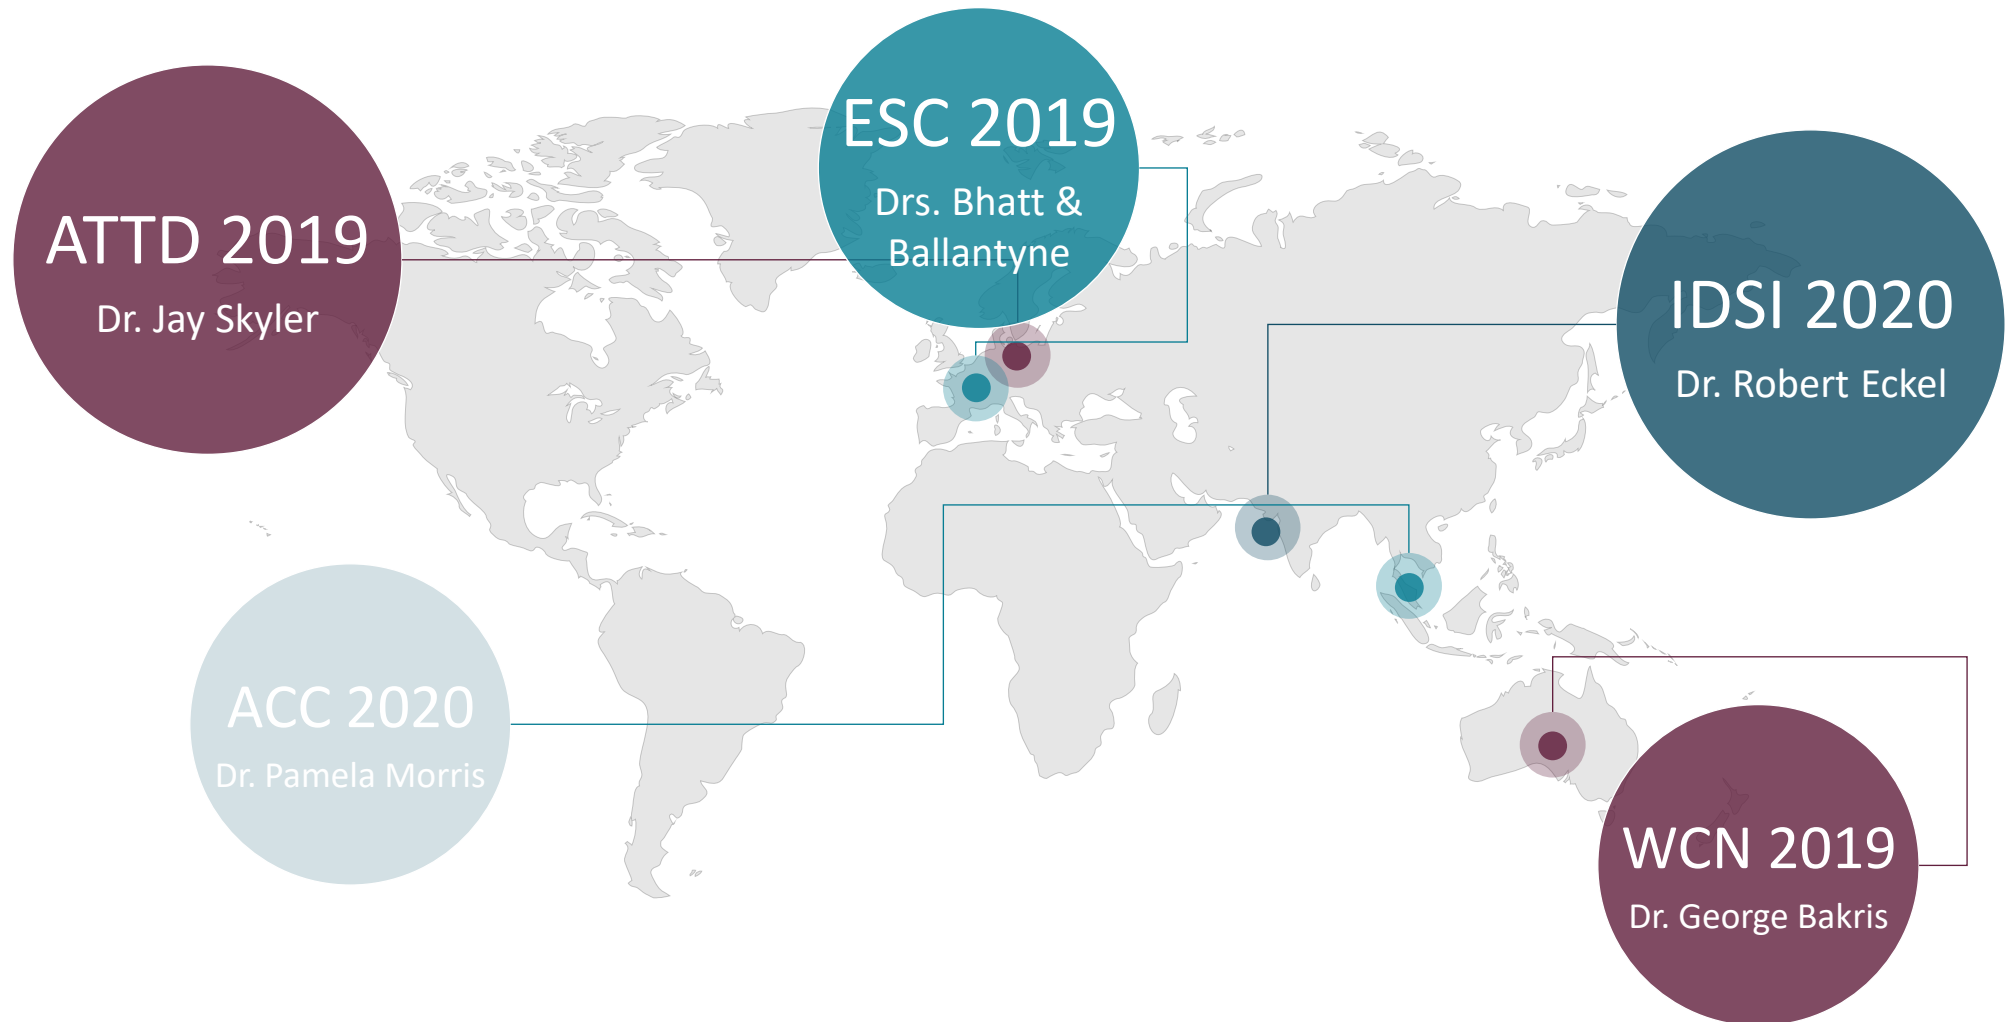 ATTD 2019
Dr. Jay Skyler
ESC 2019
Drs. Bhatt &
Ballantyne
IDSI 2020
Dr. Robert Eckel
ACC 2020
Dr. Pamela Morris
WCN 2019
Dr. George Bakris